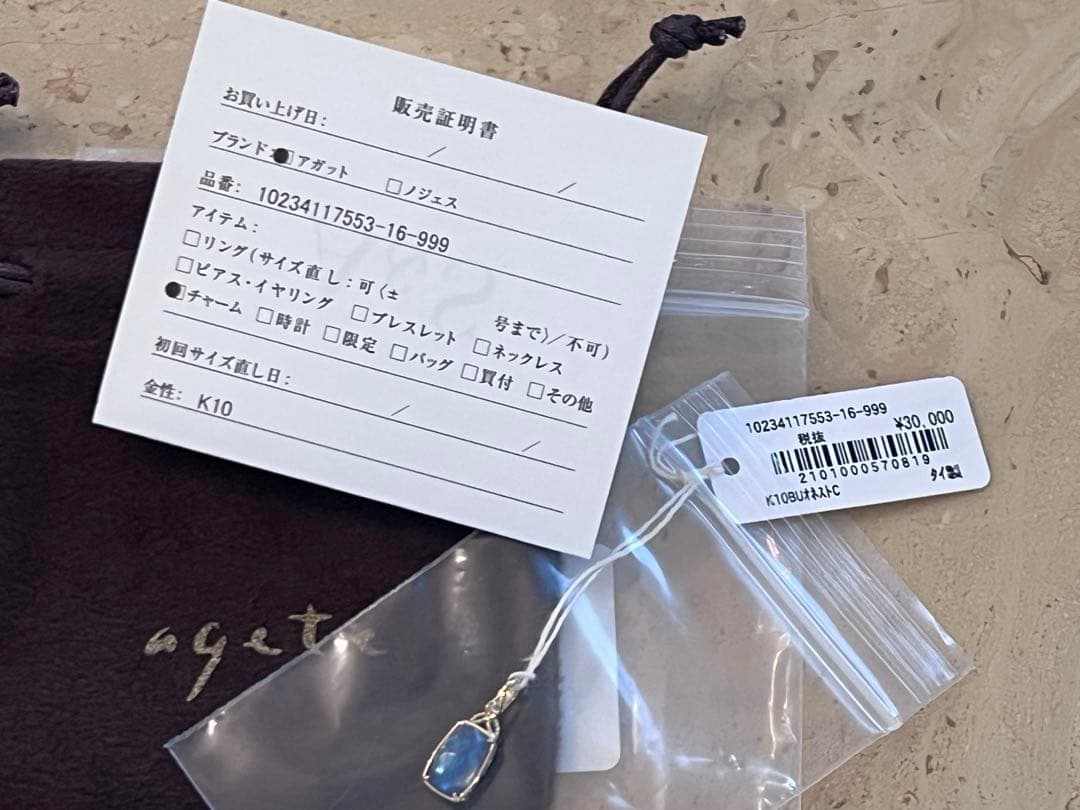 販売証明書
お買い上げ日: / /
ブランド: アガット □ノジェス
品番: 10234117553-16-999
アイテム:
□リング(サイズ直し:可〈± 号まで〉/不可)
□ピアス・イヤリング □ブレスレット □ネックレス
チャーム □時計 □限定 □バッグ □買付 □その他
初回サイズ直し日: / /
金性: K10
10234117553-16-999
税抜 ¥30,000
2101000570819
K10BUオネストC タイ製
agete